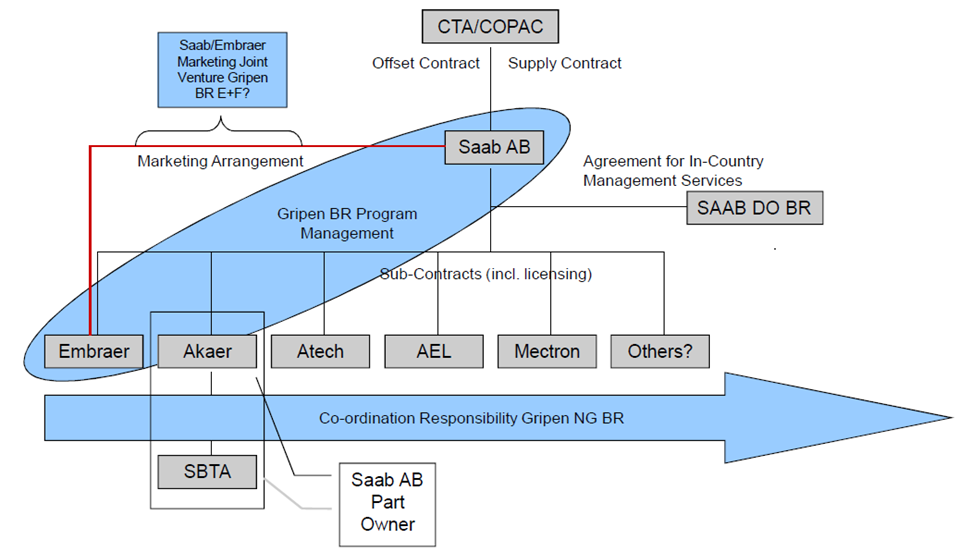 CTA/COPAC
Saab/Embraer
Marketing Joint
Venture Gripen
BR E+F?
Offset Contract
Supply Contract
Marketing Arrangement
Saab AB
Agreement for In-Country
Management Services
SAAB DO BR
Gripen BR Program
Management
Sub-Contracts (incl. licensing)
Embraer
Akaer
Atech
AEL
Mectron
Others?
Co-ordination Responsibility Gripen NG BR
SBTA
Saab AB
Part
Owner